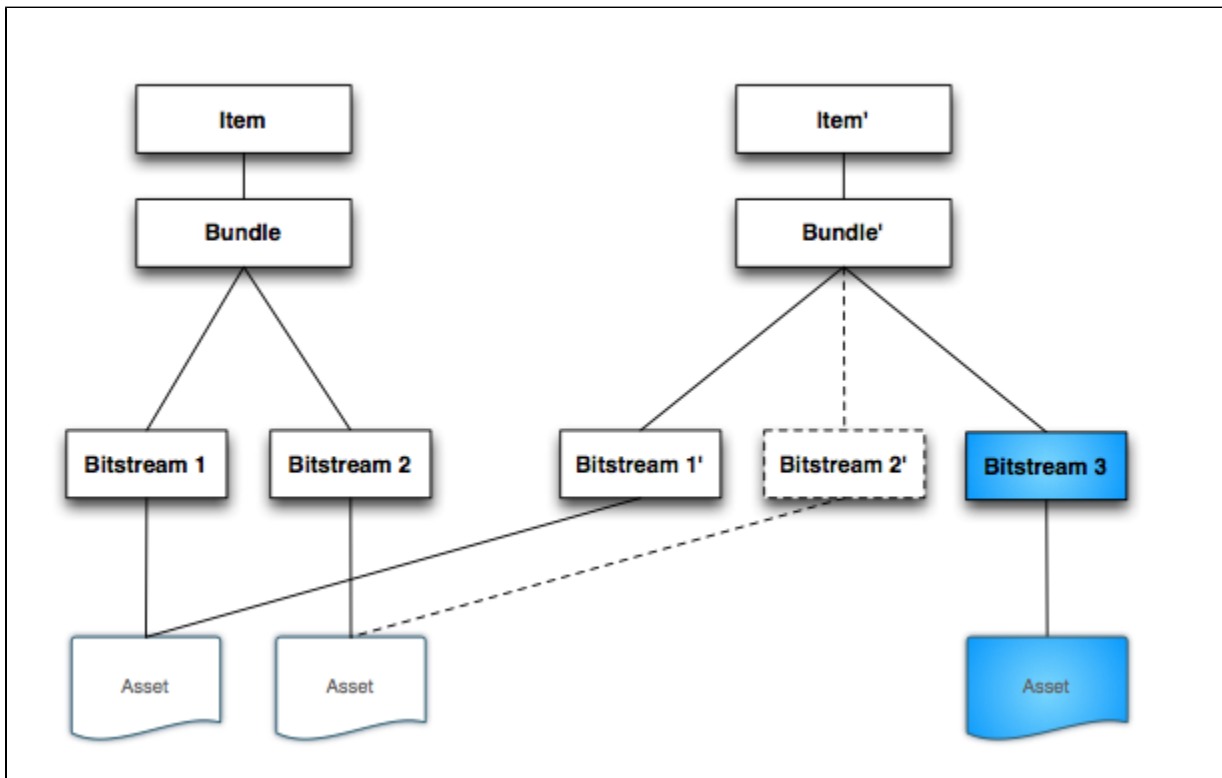 Item
Item'
Bundle
Bundle'
Bitstream 1
Bitstream 2
Bitstream 1'
Bitstream 2'
Bitstream 3
Asset
Asset
Asset